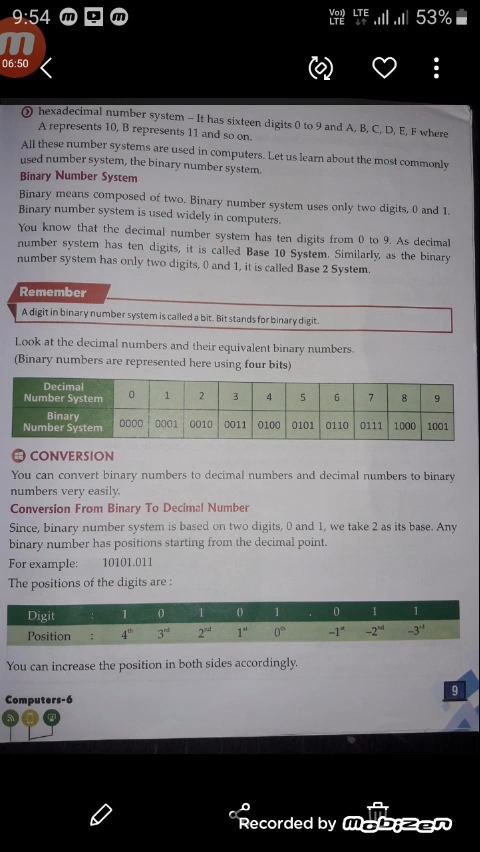 9:54
Vo)) LTE
LTE
53%
06:50
hexadecimal number system – It has sixteen digits 0 to 9 and A, B, C, D, E, F where
A represents 10, B represents 11 and so on.
All these number systems are used in computers. Let us learn about the most commonly
used number system, the binary number system.
Binary Number System
Binary means composed of two. Binary number system uses only two digits, 0 and 1.
Binary number system is used widely in computers.
You know that the decimal number system has ten digits from 0 to 9. As decimal
number system has ten digits, it is called Base 10 System. Similarly, as the binary
number system has only two digits, 0 and 1, it is called Base 2 System.
Remember
A digit in binary number system is called a bit. Bit stands for binary digit.
Look at the decimal numbers and their equivalent binary numbers.
(Binary numbers are represented here using four bits)
Decimal Number System 0 1 2 3 4 5 6 7 8 9
Binary Number System 0000 0001 0010 0011 0100 0101 0110 0111 1000 1001
CONVERSION
You can convert binary numbers to decimal numbers and decimal numbers to binary
numbers very easily.
Conversion From Binary To Decimal Number
Since, binary number system is based on two digits, 0 and 1, we take 2 as its base. Any
binary number has positions starting from the decimal point.
For example: 10101.011
The positions of the digits are :
Digit : 1 0 1 0 1 . 0 1 1
Position : 4th 3rd 2nd 1st 0th –1st –2nd –3rd
You can increase the position in both sides accordingly.
Computers-6
9
Recorded by mobizen